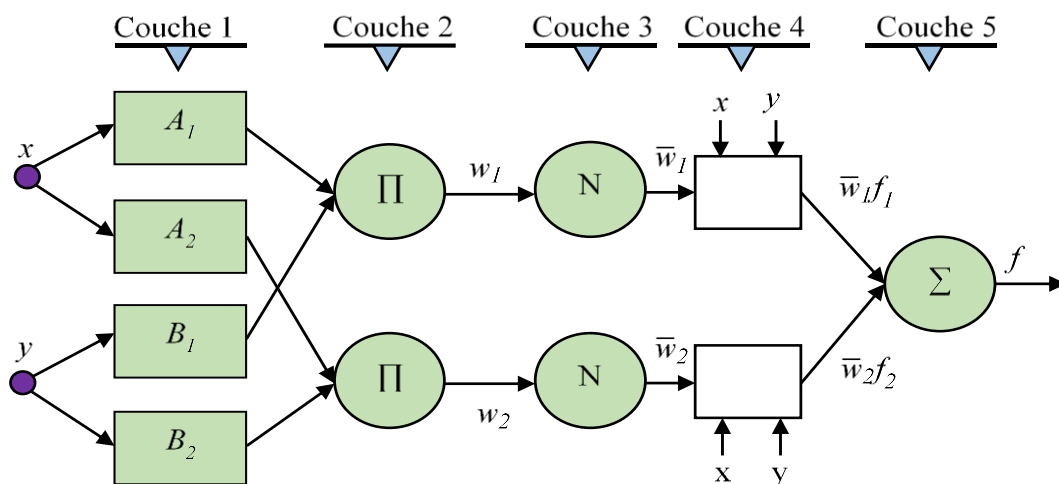 Couche 1 Couche 2 Couche 3 Couche 4 Couche 5
x y
A₁
x
w₁ w̅₁
Π N
w̅₁f₁
A₂
f
Σ
B₁
y
w̅₂
w̅₂f₂
Π N
w₂
B₂
x y